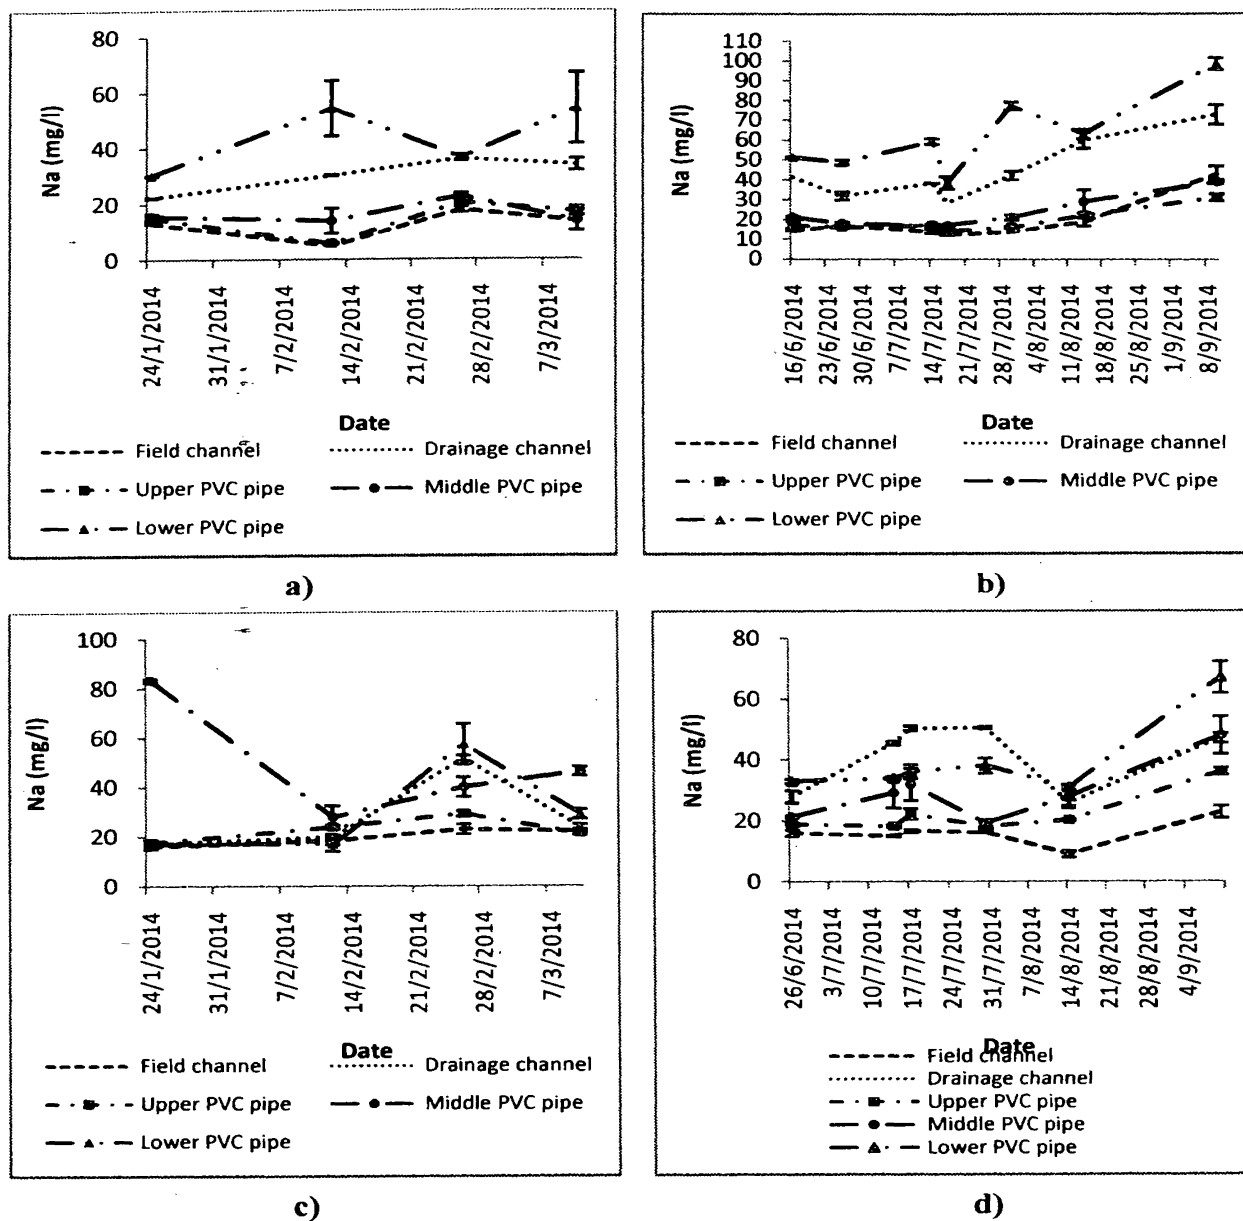 80
60
40
20
0
Na (mg/l)
24/1/2014
31/1/2014
7/2/2014
14/2/2014
21/2/2014
28/2/2014
7/3/2014
Date
Field channel
Drainage channel
Upper PVC pipe
Middle PVC pipe
Lower PVC pipe
a)
110
100
90
80
70
60
50
40
30
20
10
0
Na (mg/l)
16/6/2014
23/6/2014
30/6/2014
7/7/2014
14/7/2014
21/7/2014
28/7/2014
4/8/2014
11/8/2014
18/8/2014
25/8/2014
1/9/2014
8/9/2014
Date
Field channel
Drainage channel
Upper PVC pipe
Middle PVC pipe
Lower PVC pipe
b)
100
80
60
40
20
0
Na (mg/l)
24/1/2014
31/1/2014
7/2/2014
14/2/2014
21/2/2014
28/2/2014
7/3/2014
Date
Field channel
Drainage channel
Upper PVC pipe
Middle PVC pipe
Lower PVC pipe
c)
80
60
40
20
0
Na (mg/l)
26/6/2014
3/7/2014
10/7/2014
17/7/2014
24/7/2014
31/7/2014
7/8/2014
14/8/2014
21/8/2014
28/8/2014
4/9/2014
Date
Field channel
Drainage channel
Upper PVC pipe
Middle PVC pipe
Lower PVC pipe
d)